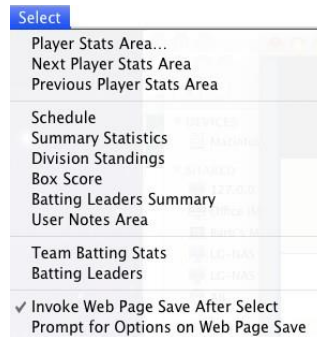 Select
Player Stats Area...
Next Player Stats Area
Previous Player Stats Area
Schedule
Summary Statistics
Division Standings
Box Score
Batting Leaders Summary
User Notes Area
Team Batting Stats
Batting Leaders
✓ Invoke Web Page Save After Select
Prompt for Options on Web Page Save